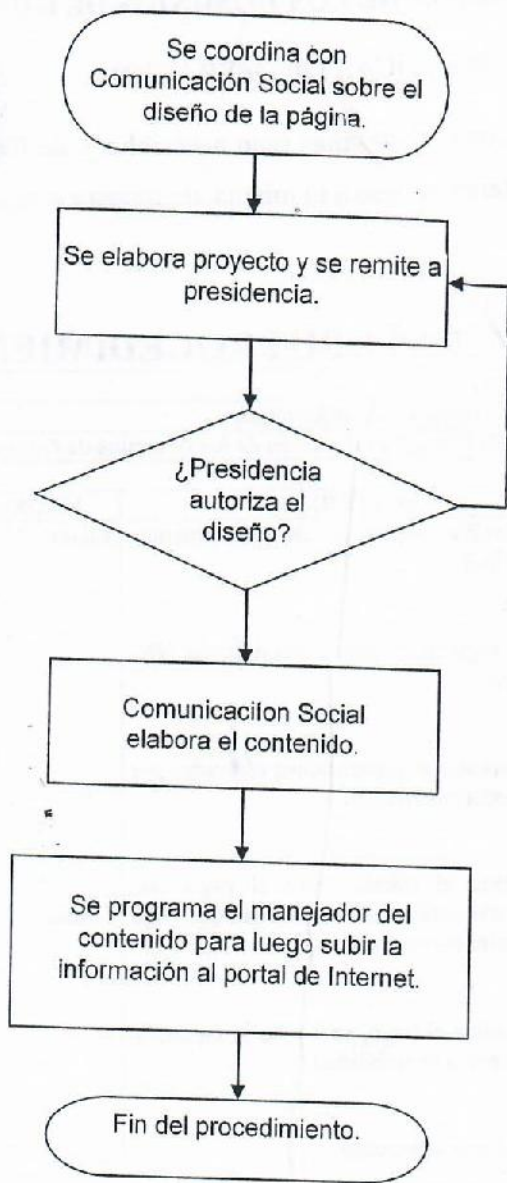 Se coordina con
Comunicación Social sobre el
diseño de la página.
Se elabora proyecto y se remite a
presidencia.
¿Presidencia
autoriza el
diseño?
Comunicacilon Social
elabora el contenido.
Se programa el manejador del
contenido para luego subir la
información al portal de Internet.
Fin del procedimiento.